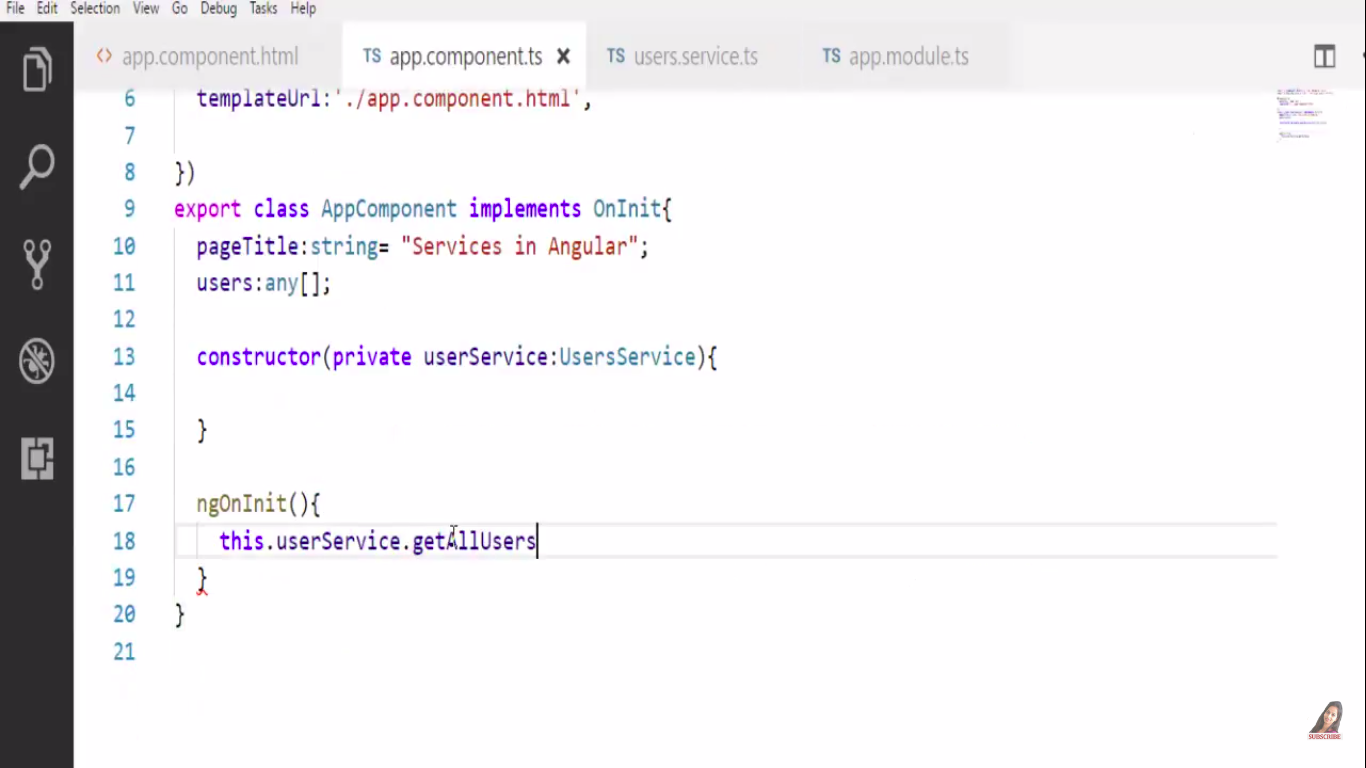 File Edit Selection View Go Debug Tasks Help
<> app.component.html TS app.component.ts × TS users.service.ts TS app.module.ts
6 templateUrl:'./app.component.html',
7
8 })
9 export class AppComponent implements OnInit{
10 pageTitle:string= "Services in Angular";
11 users:any[];
12
13 constructor(private userService:UsersService){
14
15 }
16
17 ngOnInit(){
18 this.userService.getAllUsers
19 }
20 }
21
SUBSCRIBE